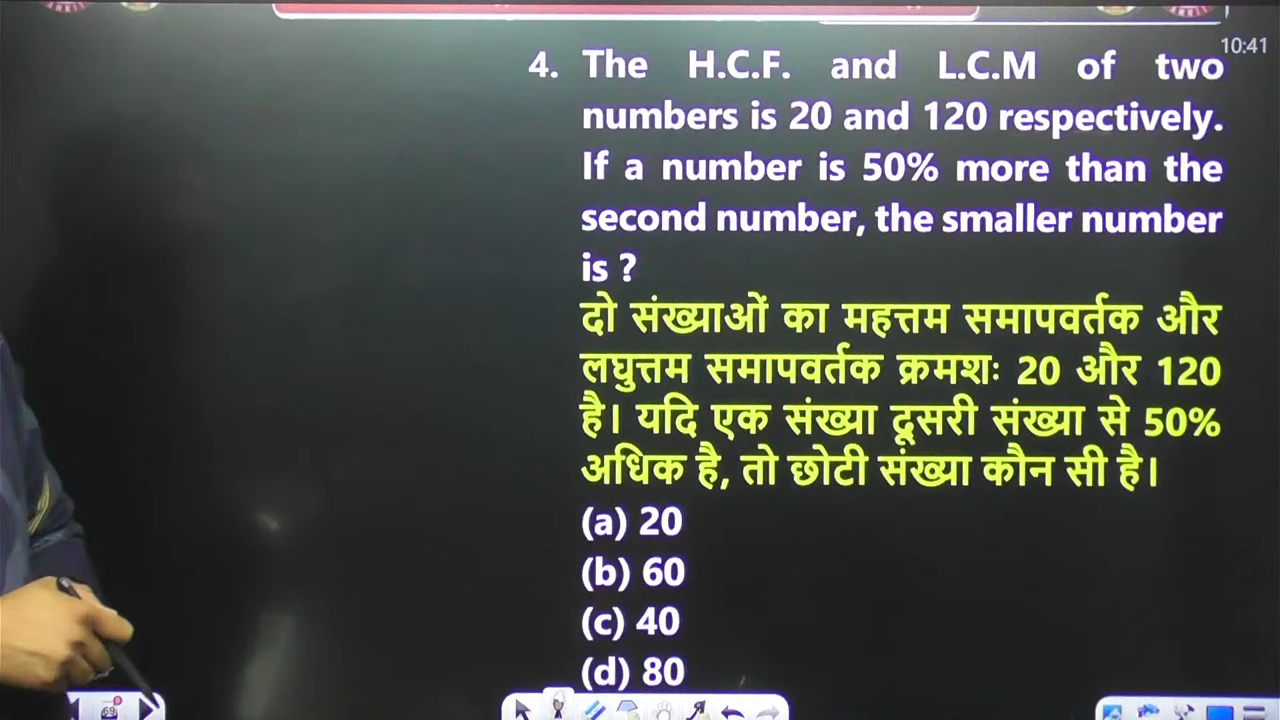 10:41
4. The H.C.F. and L.C.M of two
numbers is 20 and 120 respectively.
If a number is 50% more than the
second number, the smaller number
is ?
दो संख्याओं का महत्तम समापवर्तक और
लघुत्तम समापवर्तक क्रमशः 20 और 120
है। यदि एक संख्या दूसरी संख्या से 50%
अधिक है, तो छोटी संख्या कौन सी है।
(a) 20
(b) 60
(c) 40
(d) 80
69